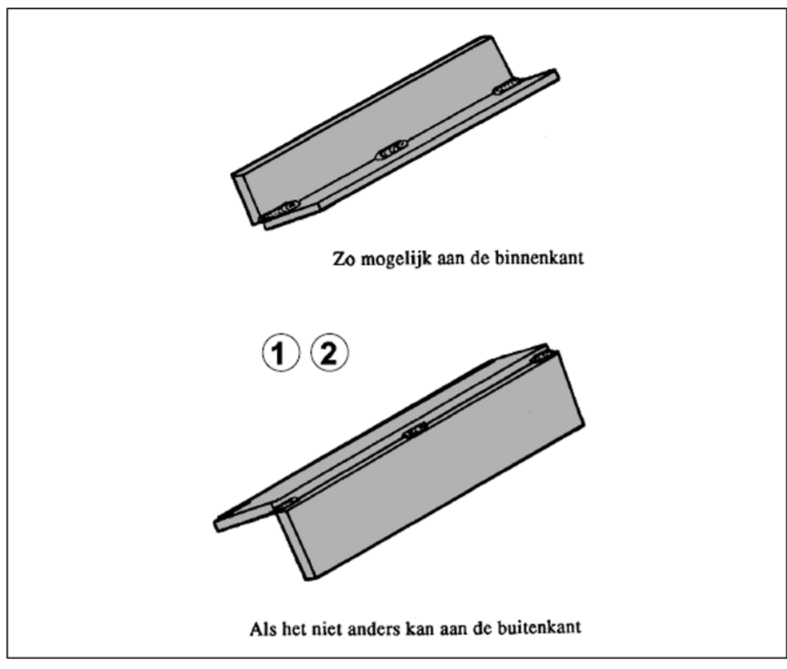 Zo mogelijk aan de binnenkant
1 2
Als het niet anders kan aan de buitenkant